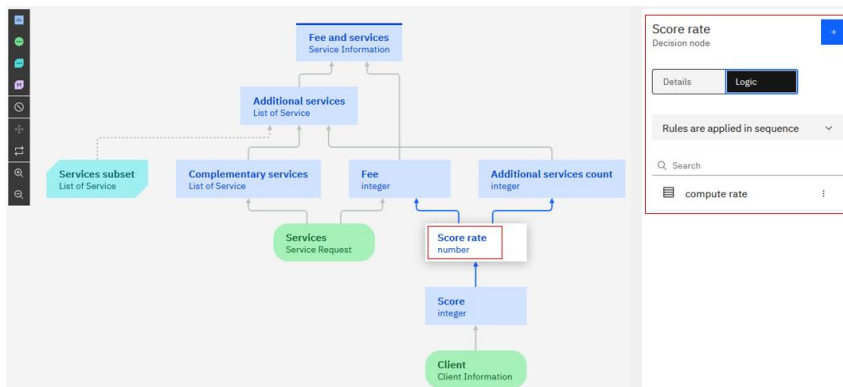 Fee and services
Service Information
Additional services
List of Service
Services subset
List of Service
Complementary services
List of Service
Fee
integer
Additional services count
integer
Services
Service Request
Score rate
number
Score
integer
Client
Client Information
Score rate
Decision node
+
Details
Logic
Rules are applied in sequence
Search
compute rate